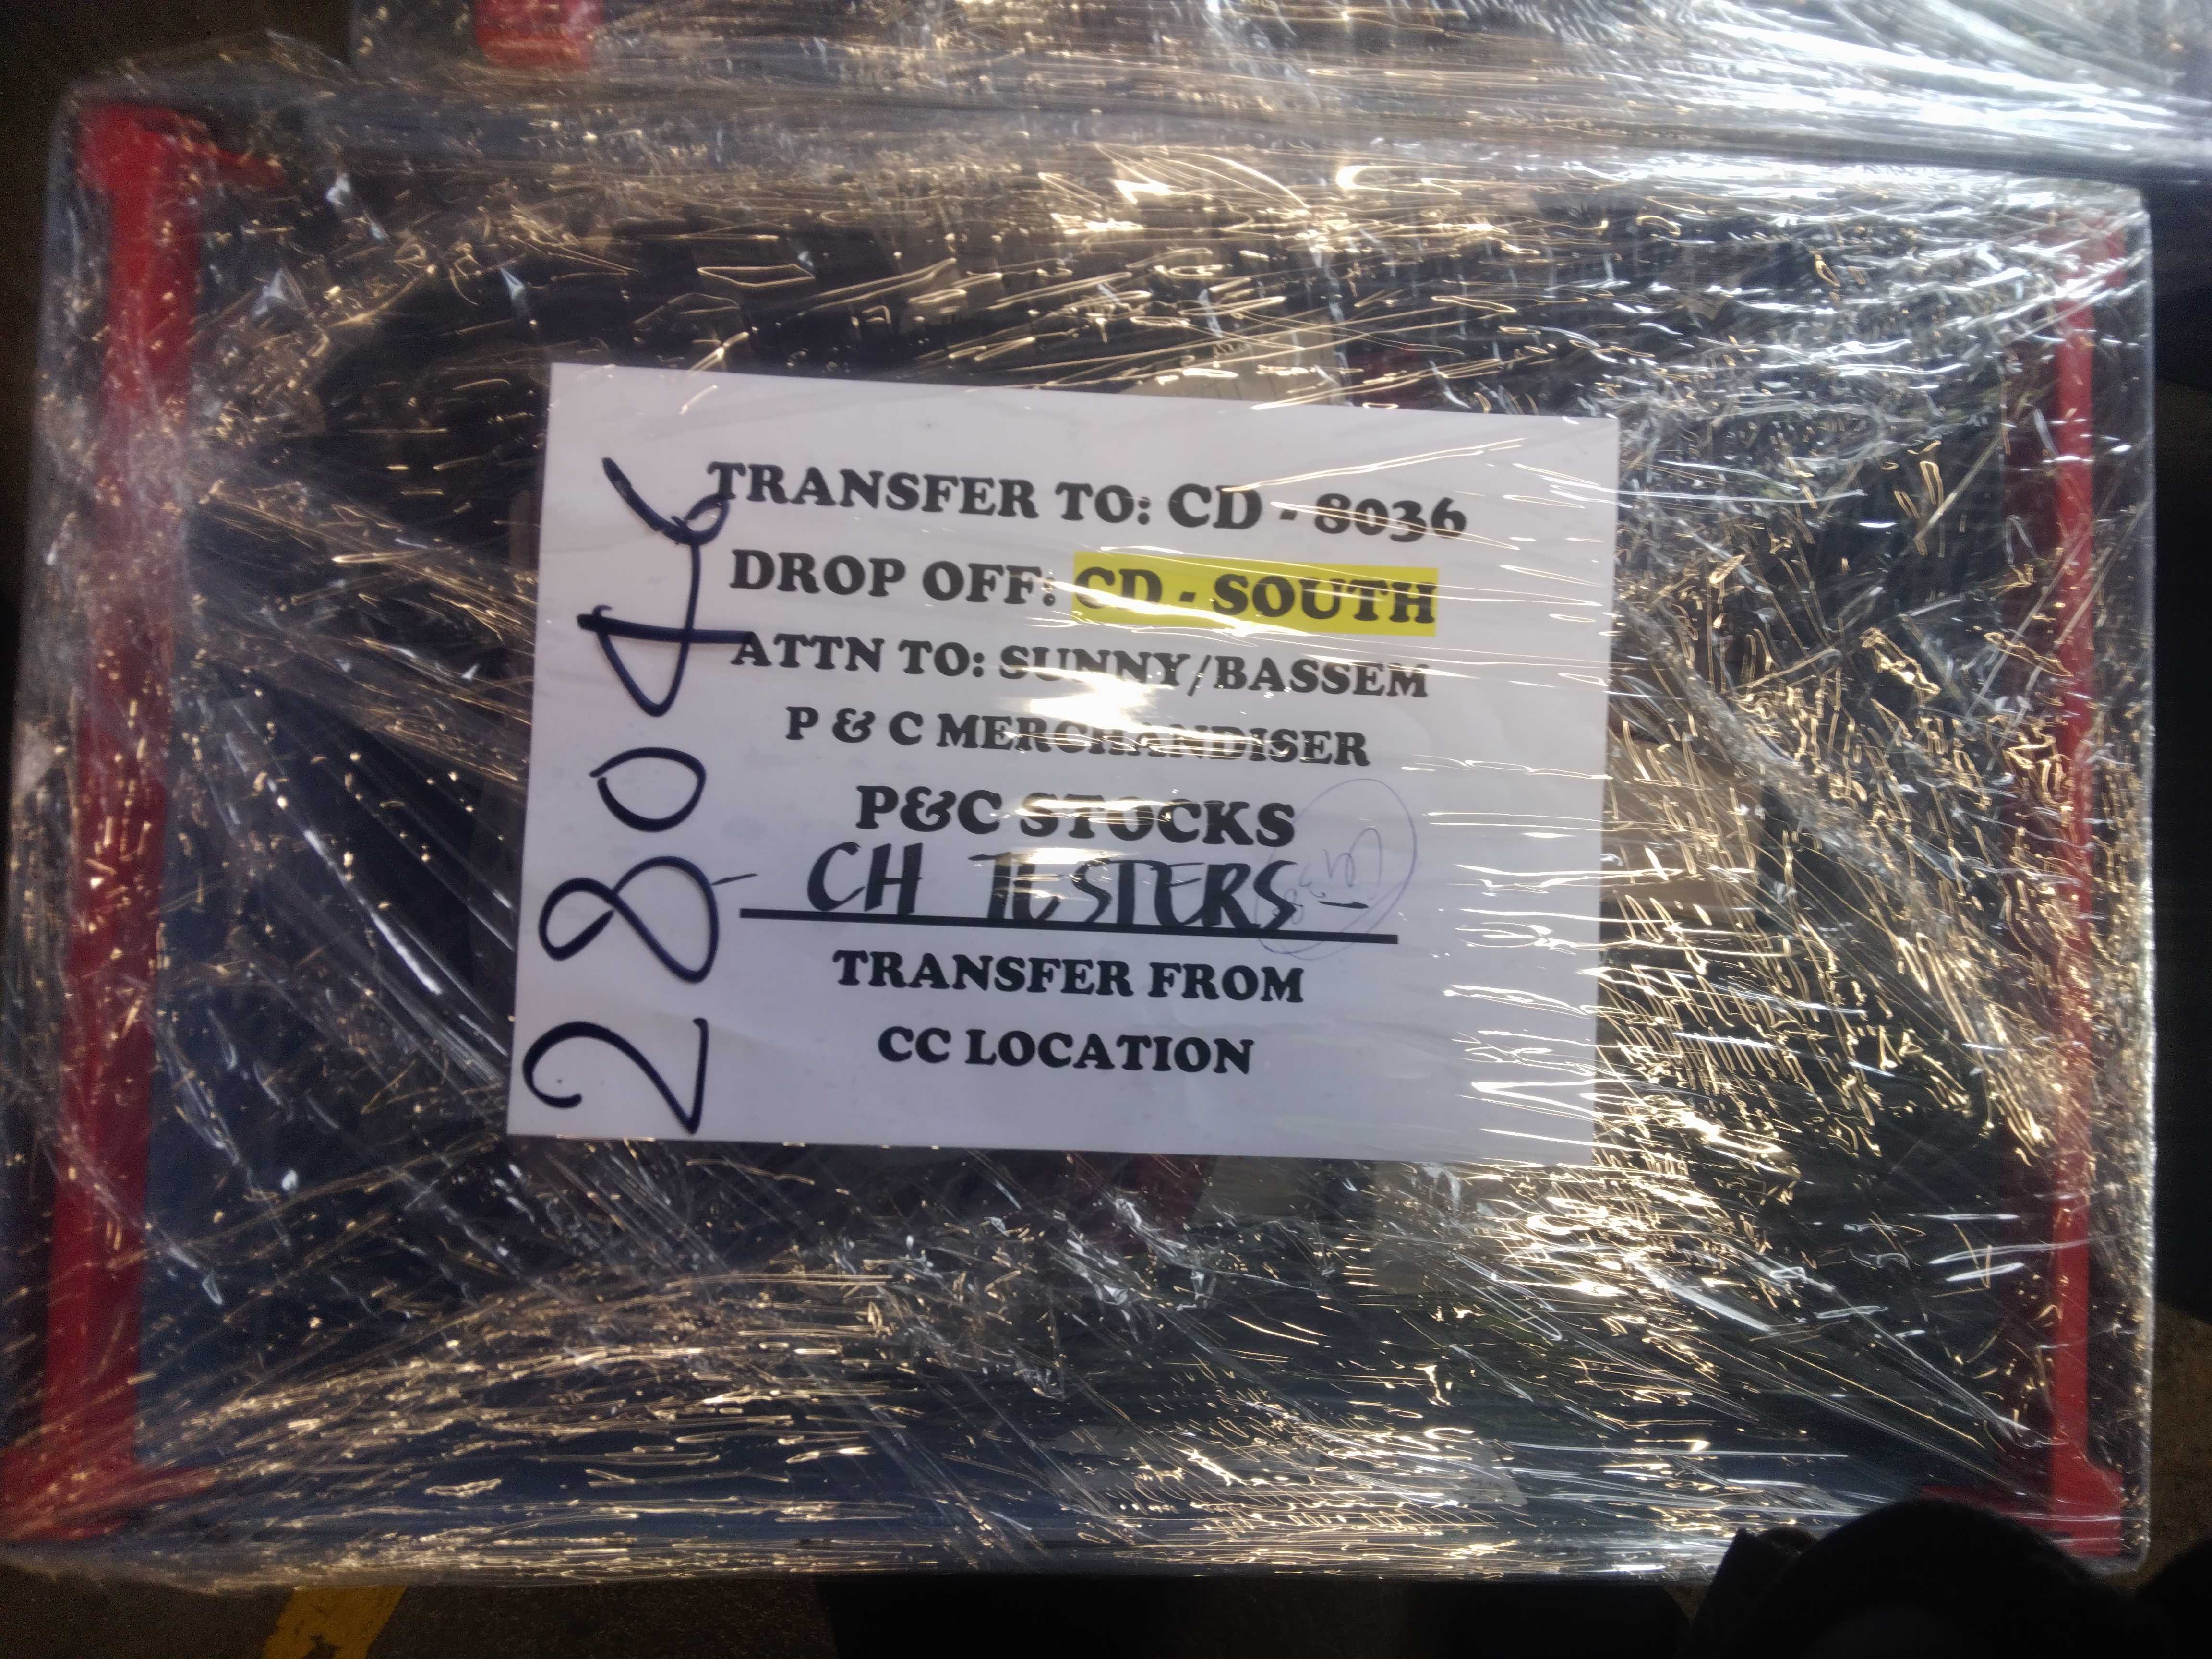 TRANSFER TO: CD - 8036
DROP OFF: CD - SOUTH
ATTN TO: SUNNY/BASSEM
P & C MERCHANDISER
P&C STOCKS
- CH TESTERS -
TRANSFER FROM
CC LOCATION
28046